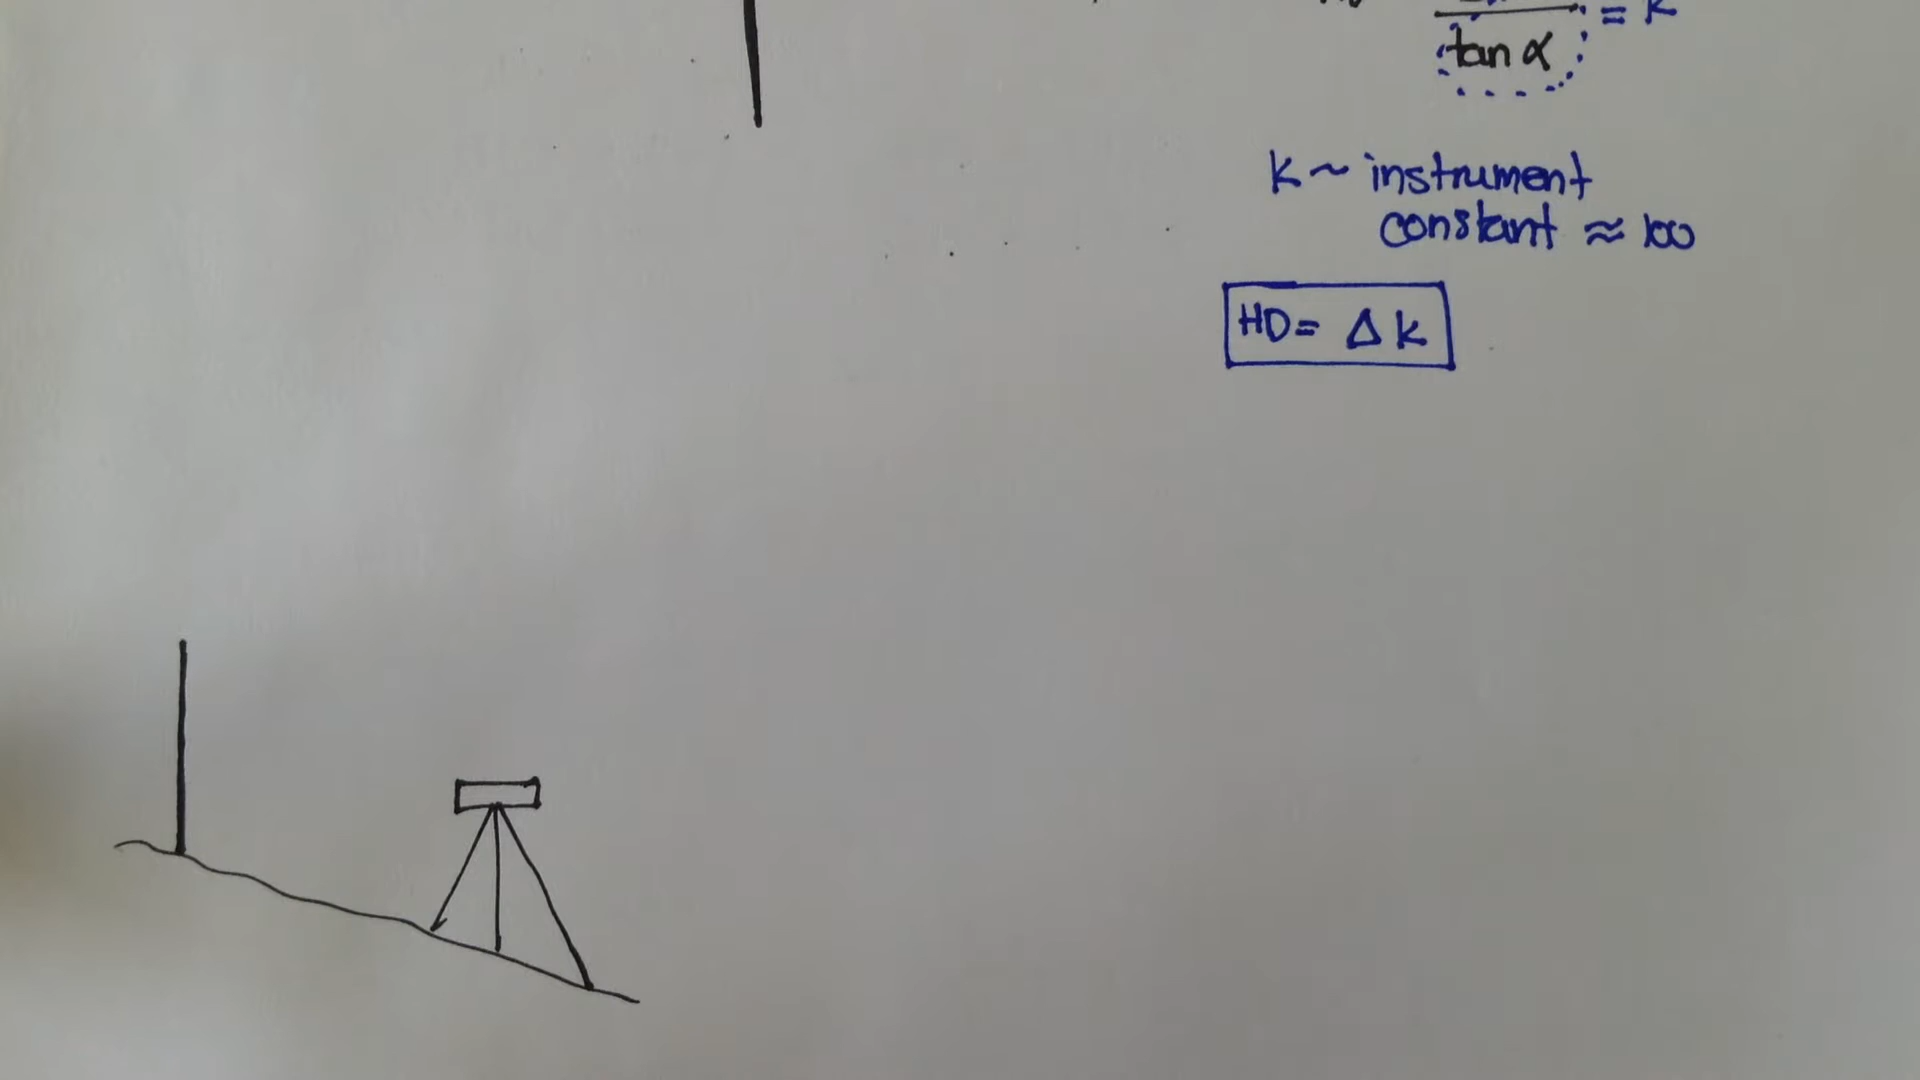 = K
tan α
K ~ instrument
constant ≈ 100
HD = Δ K